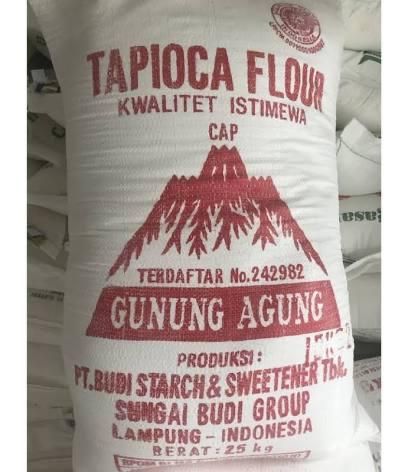 TAPIOCA FLOUR
KWALITET ISTIMEWA
CAP
TERDAFTAR No.242982
GUNUNG AGUNG
PRODUKSI :
PT.BUDI STARCH & SWEETENER Tbk.
SUNGAI BUDI GROUP
LAMPUNG - INDONESIA
BERAT : 25 kg